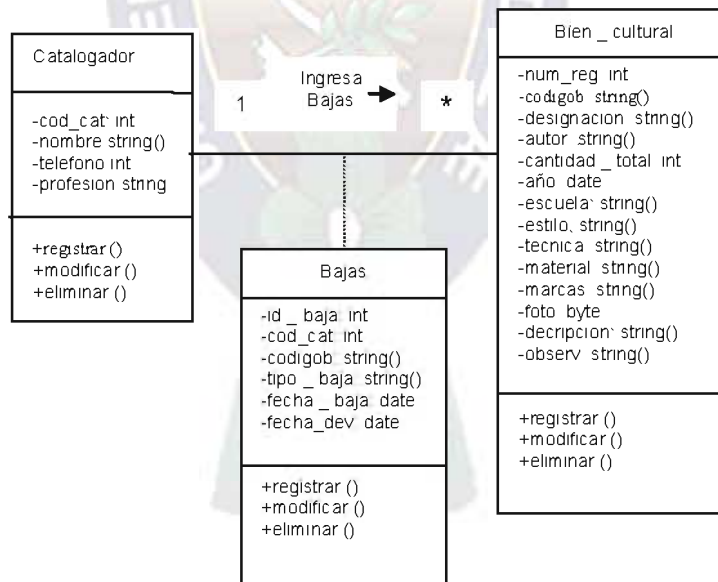 Catalogador
-cod_cat: int
-nombre string()
-telefono int
-profesion string
+registrar ()
+modificar ()
+eliminar ()
Ingresa
Bajas
1
*
Bien _ cultural
-num_reg int
-codigob string()
-designacion string()
-autor string()
-cantidad _ total int
-año date
-escuela: string()
-estilo. string()
-tecnica string()
-material string()
-marcas string()
-foto byte
-decripcion: string()
-observ string()
+registrar ()
+modificar ()
+eliminar ()
Bajas
-id _ baja int
-cod_cat int
-codigob string()
-tipo _ baja string()
-fecha _ baja date
-fecha_dev date
+registrar ()
+modificar ()
+eliminar ()